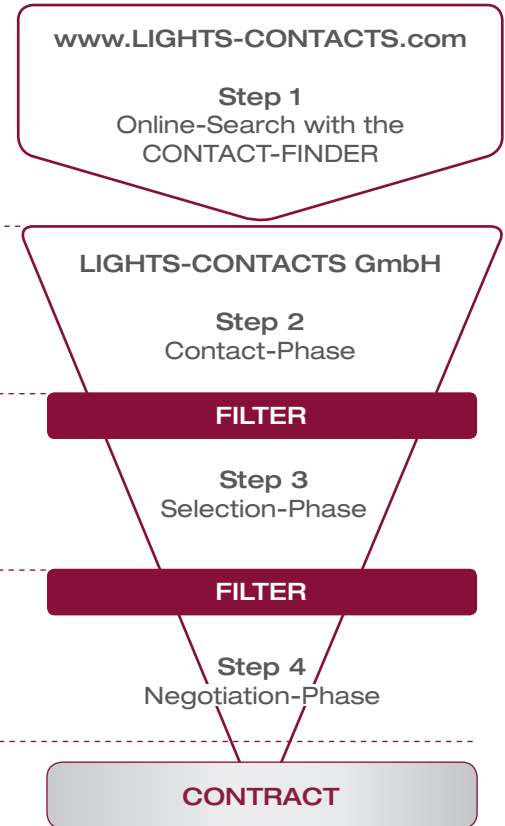 www.LIGHTS-CONTACTS.com
Step 1
Online-Search with the
CONTACT-FINDER
LIGHTS-CONTACTS GmbH
Step 2
Contact-Phase
FILTER
Step 3
Selection-Phase
FILTER
Step 4
Negotiation-Phase
CONTRACT